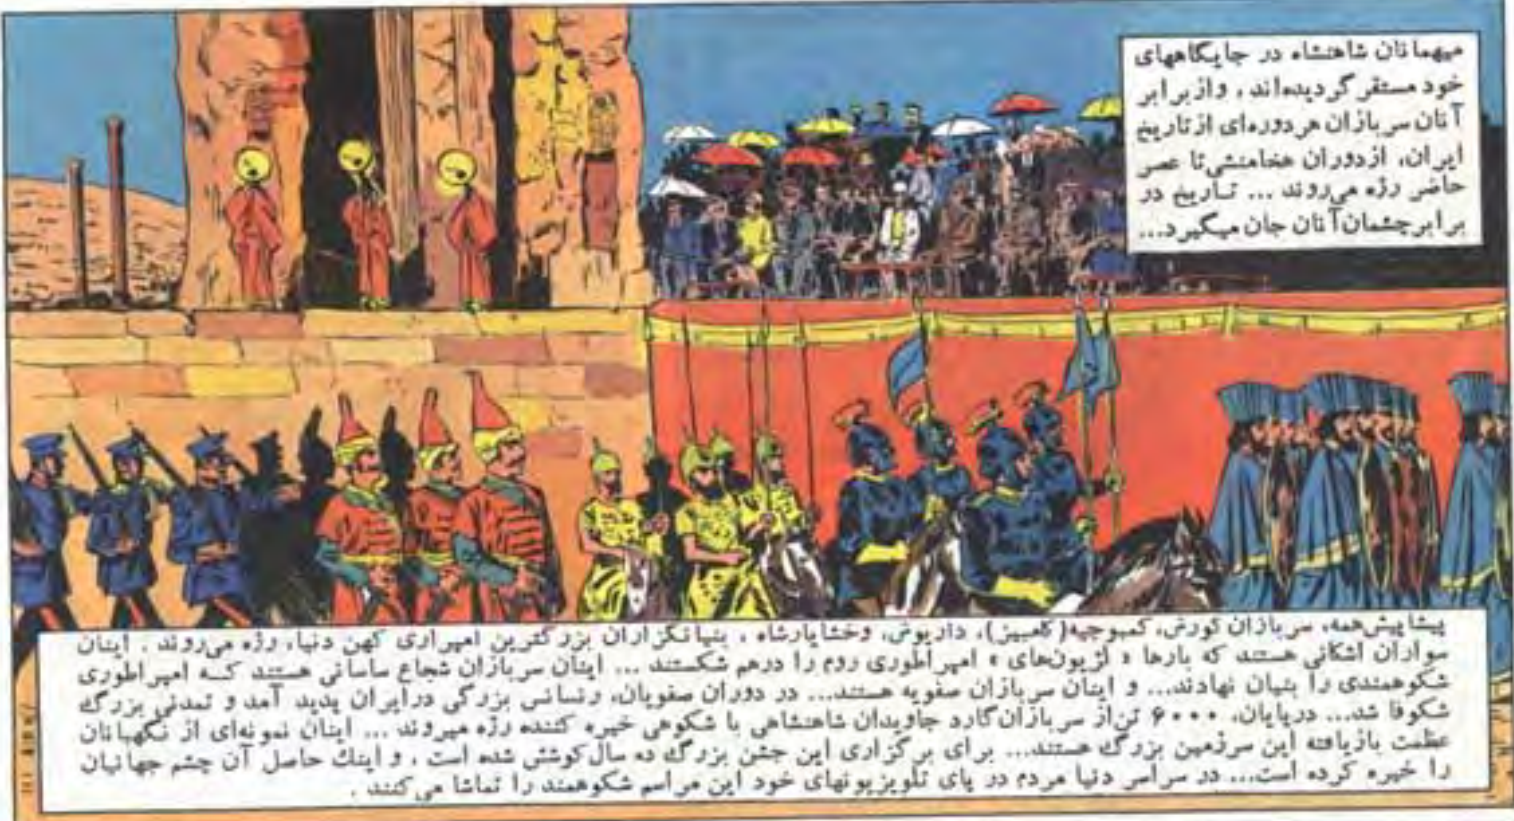 میهمانان شاهنشاه در جایگاههای
خود مستقر گردیده‌اند، و از برابر
آنان سربازان هر دوره‌ای از تاریخ
ایران، از دوران هخامنشی تا عصر
حاضر رژه می‌روند ... تاریخ در
برابر چشمان آنان جان میگیرد...
پیشاپیش همه، سربازان کورش، کمبوجیه (کامبیز)، داریوش، وخشایارشاه، بنیانگزاران بزرگترین امپراری کهن دنیا، رژه می‌روند. اینان
سواران اشکانی هستند که بارها « لژیون‌های » امپراطوری روم را درهم شکستند ... اینان سربازان شجاع ساسانی هستند که امپراطوری
شکوهمندی را بنیان نهادند... و اینان سربازان صفویه هستند... در دوران صفویان، رنسانس بزرگی در ایران پدید آمد و تمدنی بزرگ
شکوفا شد... درپایان، ۶۰۰۰ تن از سربازان گارد جاویدان شاهنشاهی با شکوهی خیره کننده رژه میروند ... اینان نمونه‌ای از نگهبانان
عظمت بازیافته این سرزمین بزرگ هستند... برای برگزاری این جشن بزرگ ده سال کوشش شده است، و اینك حاصل آن چشم جهانیان
را خیره کرده است... در سراسر دنیا مردم در پای تلویزیونهای خود این مراسم شکوهمند را تماشا می‌کنند.